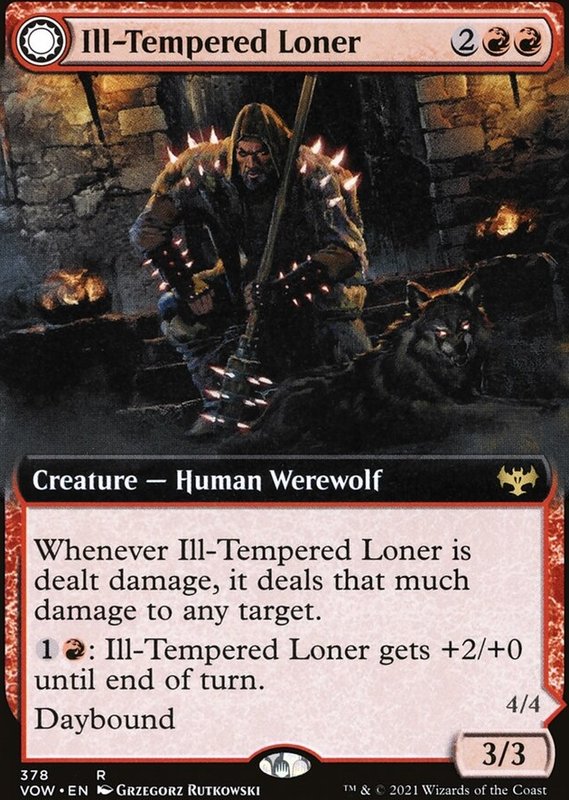 Ill-Tempered Loner 2
Creature — Human Werewolf
Whenever Ill-Tempered Loner is
dealt damage, it deals that much
damage to any target.
1 : Ill-Tempered Loner gets +2/+0
until end of turn.
4/4
Daybound
3/3
378 R
VOW • EN Grzegorz Rutkowski
™ & © 2021 Wizards of the Coast